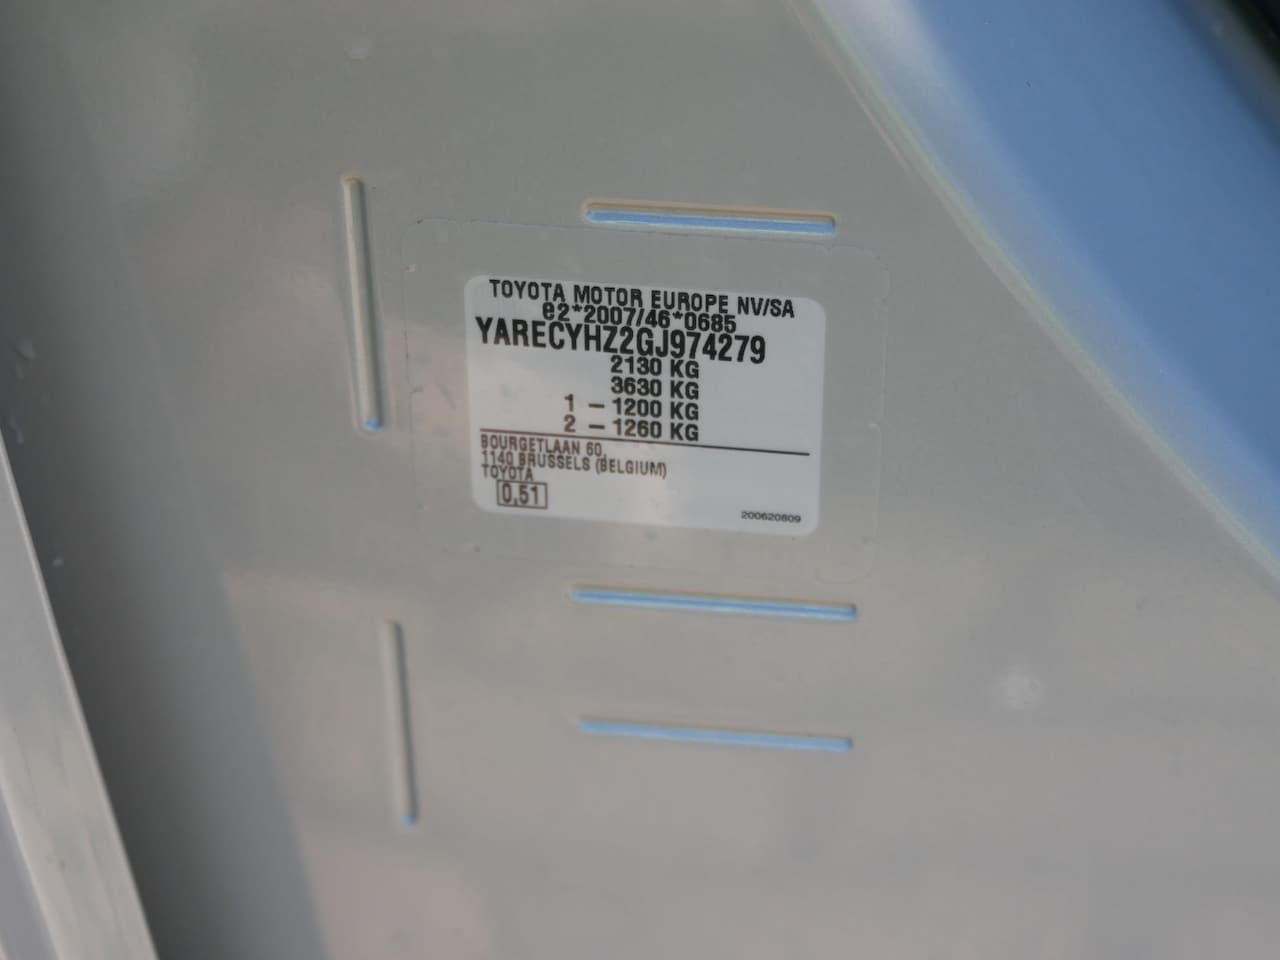 TOYOTA MOTOR EUROPE NV/SA
e2*2007/46*0685
YARECYHZ2GJ974279
2130 KG
3630 KG
1 - 1200 KG
2 - 1260 KG
BOURGETLAAN 60,
1140 BRUSSELS (BELGIUM)
TOYOTA
0,51
200620809